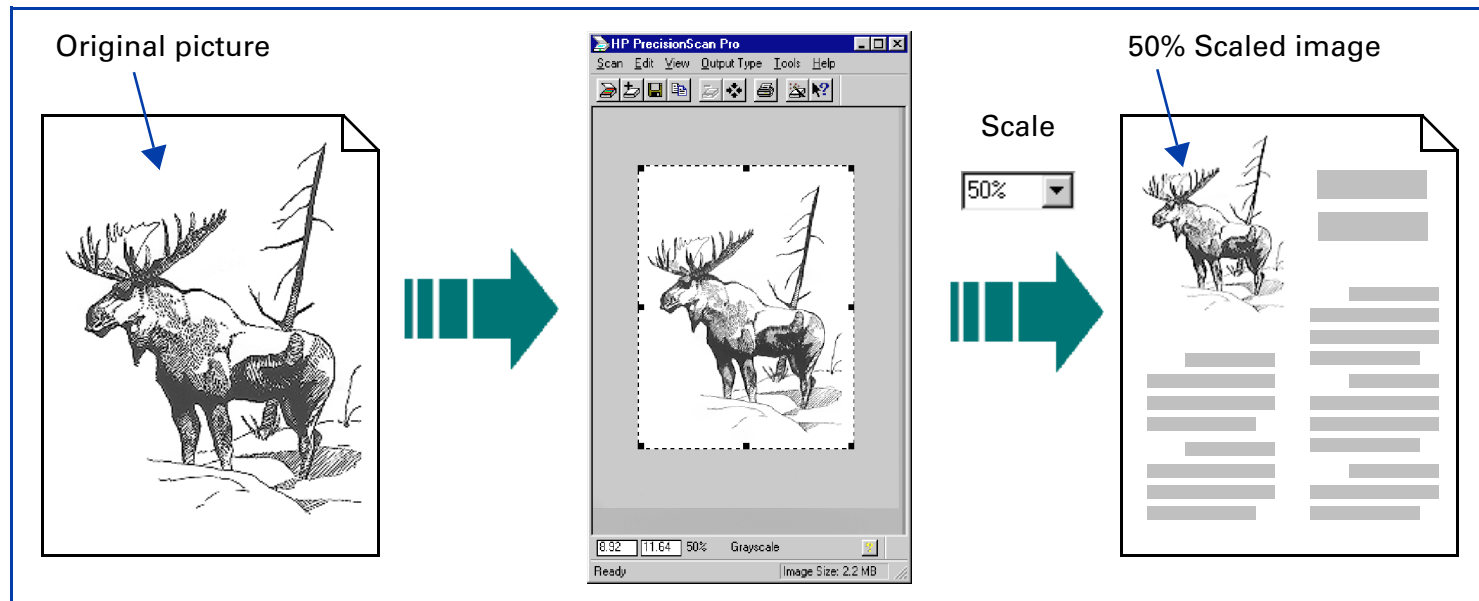 Original picture
HP PrecisionScan Pro
Scan Edit View Output Type Tools Help
8.92 11.64 50% Grayscale
Ready Image Size: 2.2 MB
Scale
50%
50% Scaled image